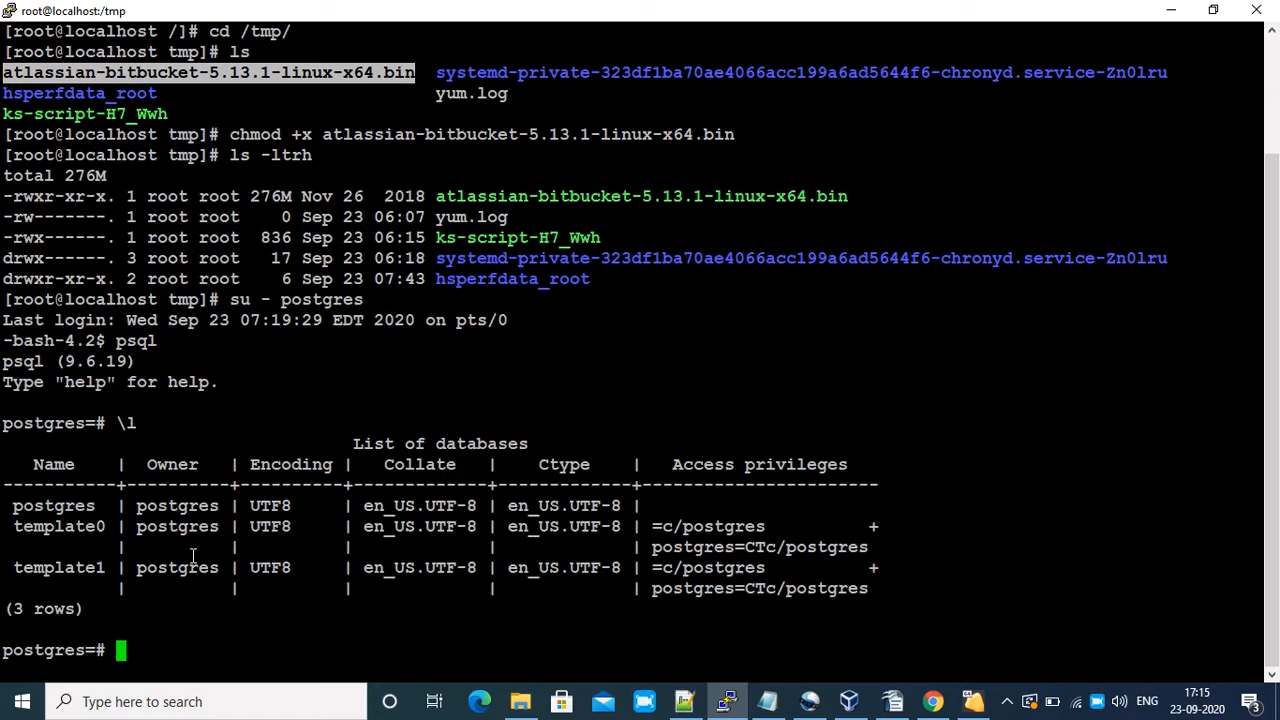 root@localhost:/tmp
[root@localhost /]# cd /tmp/
[root@localhost tmp]# ls
atlassian-bitbucket-5.13.1-linux-x64.bin  systemd-private-323df1ba70ae4066acc199a6ad5644f6-chronyd.service-Zn0lru
hsperfdata_root                           yum.log
ks-script-H7_Wwh
[root@localhost tmp]# chmod +x atlassian-bitbucket-5.13.1-linux-x64.bin
[root@localhost tmp]# ls -ltrh
total 276M
-rwxr-xr-x. 1 root root 276M Nov 26  2018 atlassian-bitbucket-5.13.1-linux-x64.bin
-rw-------. 1 root root    0 Sep 23 06:07 yum.log
-rwx------. 1 root root  836 Sep 23 06:15 ks-script-H7_Wwh
drwx------. 3 root root   17 Sep 23 06:18 systemd-private-323df1ba70ae4066acc199a6ad5644f6-chronyd.service-Zn0lru
drwxr-xr-x. 2 root root    6 Sep 23 07:43 hsperfdata_root
[root@localhost tmp]# su - postgres
Last login: Wed Sep 23 07:19:29 EDT 2020 on pts/0
-bash-4.2$ psql
psql (9.6.19)
Type "help" for help.
postgres=# \l
                                  List of databases
   Name    |  Owner   | Encoding |   Collate   |    Ctype    |   Access privileges
-----------+----------+----------+-------------+-------------+-----------------------
 postgres  | postgres | UTF8     | en_US.UTF-8 | en_US.UTF-8 |
 template0 | postgres | UTF8     | en_US.UTF-8 | en_US.UTF-8 | =c/postgres          +
           |          |          |             |             | postgres=CTc/postgres
 template1 | postgres | UTF8     | en_US.UTF-8 | en_US.UTF-8 | =c/postgres          +
           |          |          |             |             | postgres=CTc/postgres
(3 rows)
postgres=#
Type here to search
ENG
17:15
23-09-2020
3